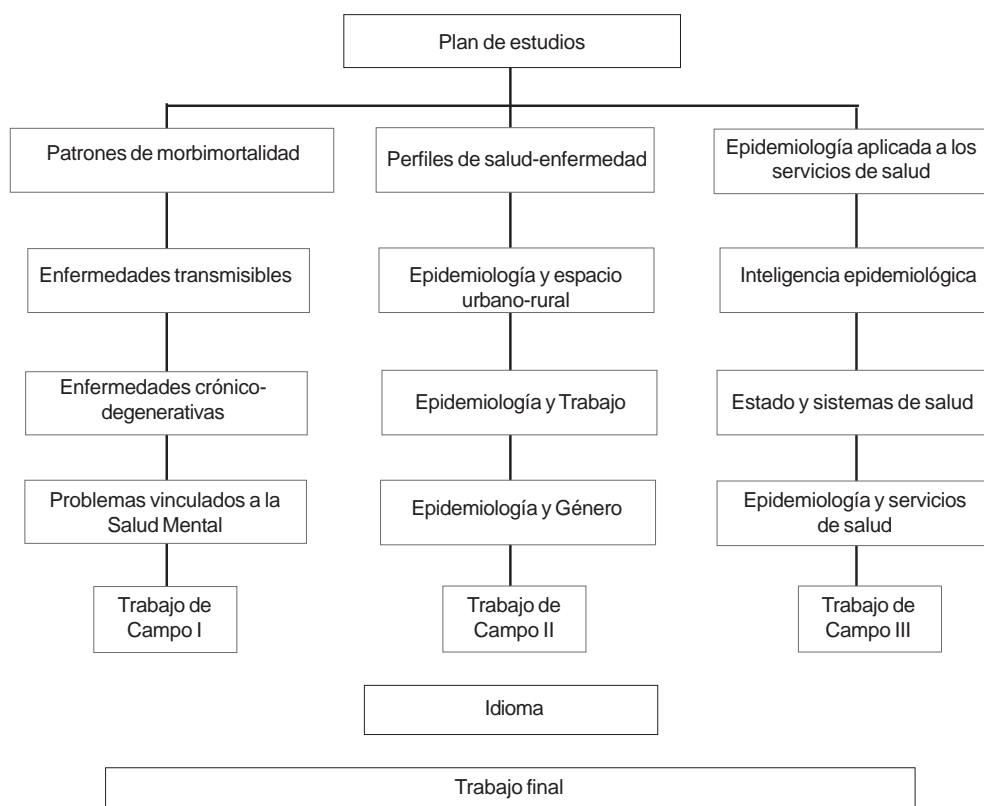 Plan de estudios
Patrones de morbimortalidad
Perfiles de salud-enfermedad
Epidemiología aplicada a los
servicios de salud
Enfermedades transmisibles
Epidemiología y espacio
urbano-rural
Inteligencia epidemiológica
Enfermedades crónico-
degenerativas
Epidemiología y Trabajo
Estado y sistemas de salud
Problemas vinculados a la
Salud Mental
Epidemiología y Género
Epidemiología y servicios
de salud
Trabajo de
Campo I
Trabajo de
Campo II
Trabajo de
Campo III
Idioma
Trabajo final